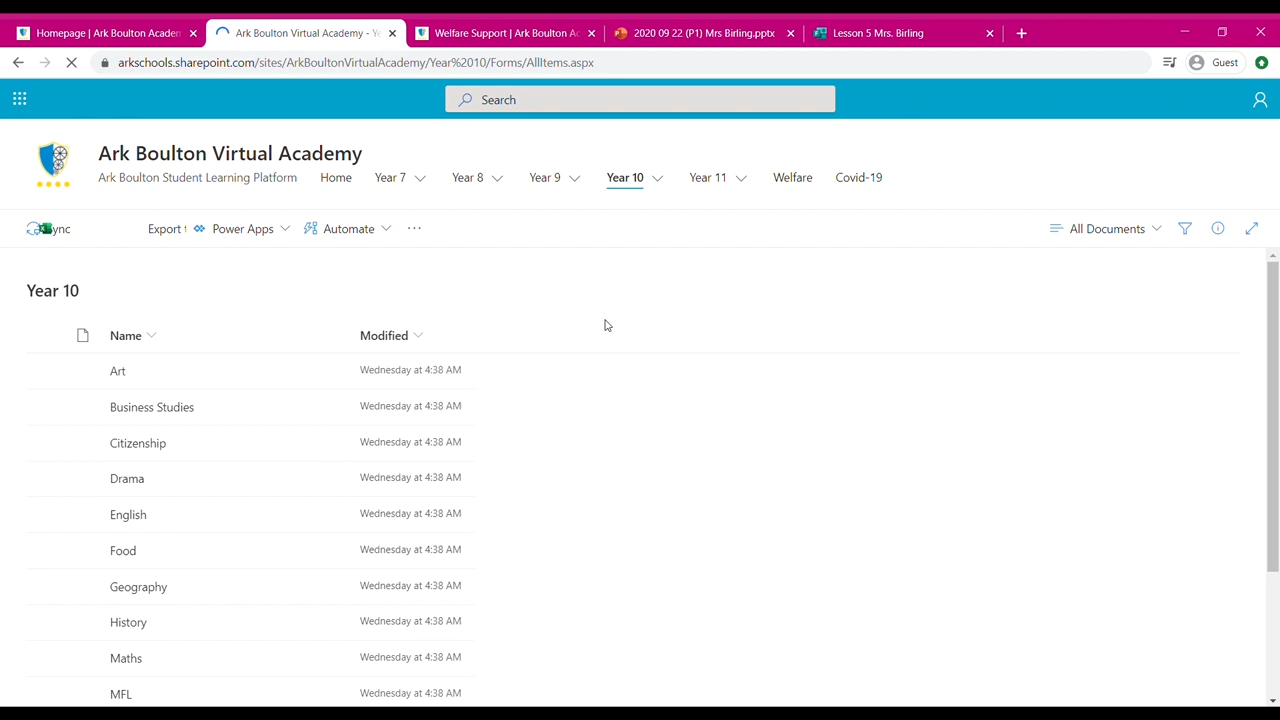 Homepage | Ark Boulton Academ
Ark Boulton Virtual Academy - Ye
Welfare Support | Ark Boulton Ac
2020 09 22 (P1) Mrs Birling.pptx
Lesson 5 Mrs. Birling
arkschools.sharepoint.com/sites/ArkBoultonVirtualAcademy/Year%2010/Forms/AllItems.aspx
Guest
Search
Ark Boulton Virtual Academy
Ark Boulton Student Learning Platform
Home Year 7 Year 8 Year 9 Year 10 Year 11 Welfare Covid-19
ync Export t Power Apps Automate ··· All Documents
Year 10
Name Modified
Art Wednesday at 4:38 AM
Business Studies Wednesday at 4:38 AM
Citizenship Wednesday at 4:38 AM
Drama Wednesday at 4:38 AM
English Wednesday at 4:38 AM
Food Wednesday at 4:38 AM
Geography Wednesday at 4:38 AM
History Wednesday at 4:38 AM
Maths Wednesday at 4:38 AM
MFL Wednesday at 4:38 AM